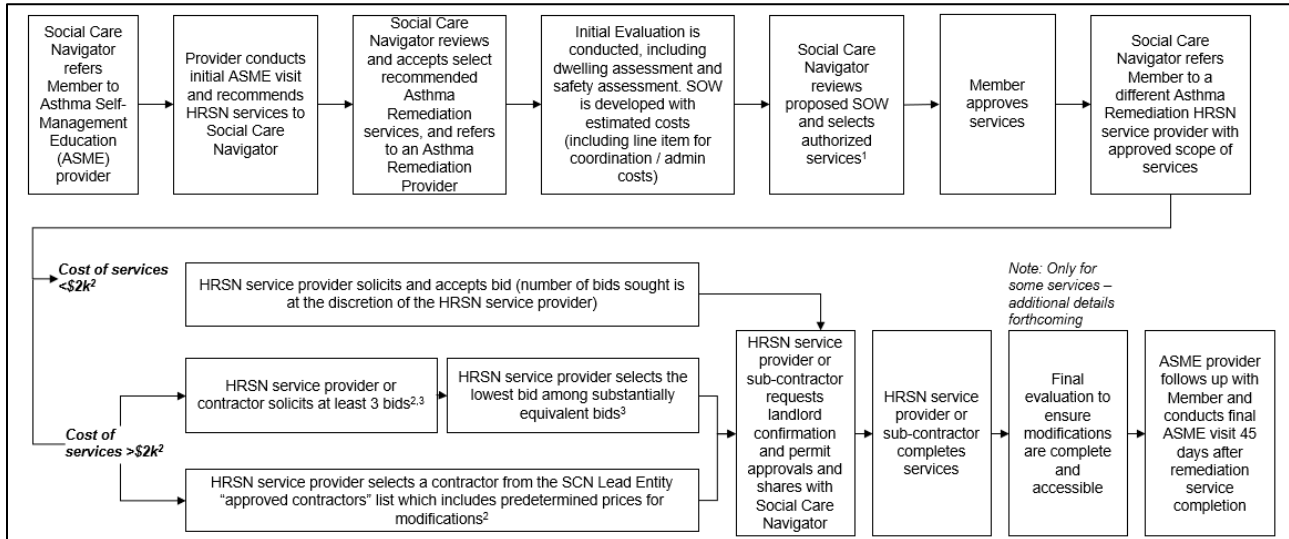 Social Care
Navigator
refers
Member to
Asthma Self-
Management
Education
(ASME)
provider
Provider conducts
initial ASME visit
and recommends
HRSN services to
Social Care
Navigator
Social Care
Navigator reviews
and accepts select
recommended
Asthma
Remediation
services, and refers
to an Asthma
Remediation
Provider
Initial Evaluation is
conducted, including
dwelling assessment and
safety assessment. SOW
is developed with
estimated costs
(including line item for
coordination / admin
costs)
Social Care
Navigator
reviews
proposed SOW
and selects
authorized
services¹
Member
approves
services
Social Care
Navigator refers
Member to a
different Asthma
Remediation HRSN
service provider with
approved scope of
services
Cost of services
<$2k²
HRSN service provider solicits and accepts bid (number of bids sought is
at the discretion of the HRSN service provider)
Cost of
services >$2k²
HRSN service provider or
contractor solicits at least 3 bids²,³
HRSN service provider selects the
lowest bid among substantially
equivalent bids³
HRSN service provider selects a contractor from the SCN Lead Entity
“approved contractors” list which includes predetermined prices for
modifications²
HRSN service
provider or
sub-contractor
requests
landlord
confirmation
and permit
approvals and
shares with
Social Care
Navigator
HRSN service
provider or
sub-contractor
completes
services
Note: Only for
some services –
additional details
forthcoming
Final
evaluation to
ensure
modifications
are complete
and
accessible
ASME provider
follows up with
Member and
conducts final
ASME visit 45
days after
remediation
service
completion